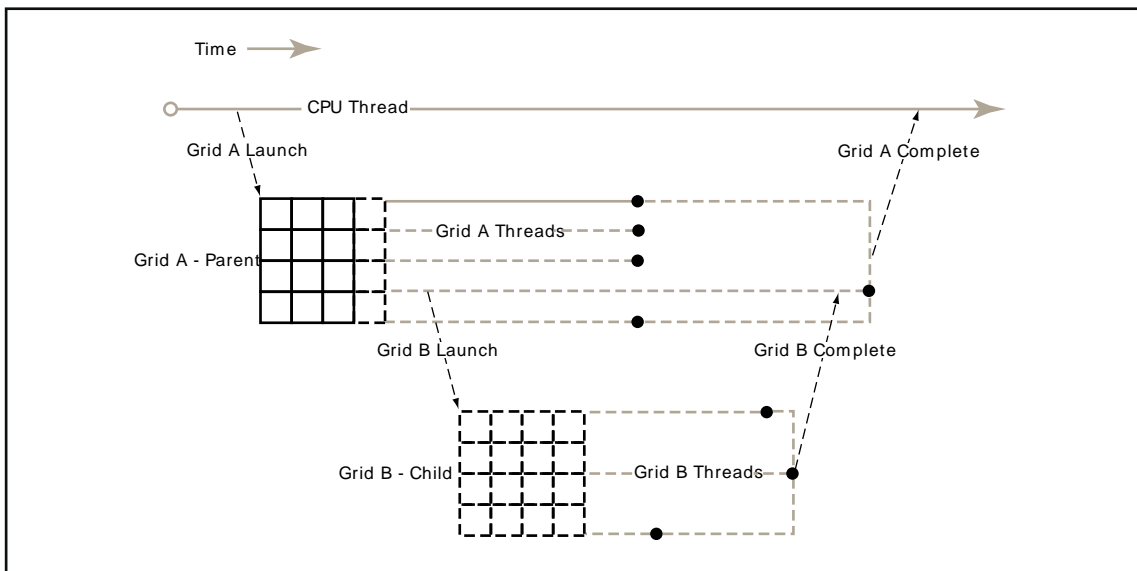 Time
CPU Thread
Grid A Launch
Grid A Complete
Grid A Threads
Grid A - Parent
Grid B Launch
Grid B Complete
Grid B - Child
Grid B Threads